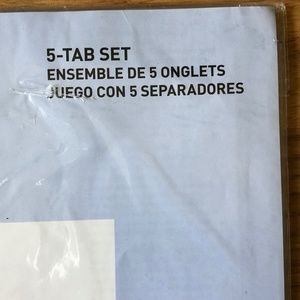 5-TAB SET
ENSEMBLE DE 5 ONGLETS
JUEGO CON 5 SEPARADORES